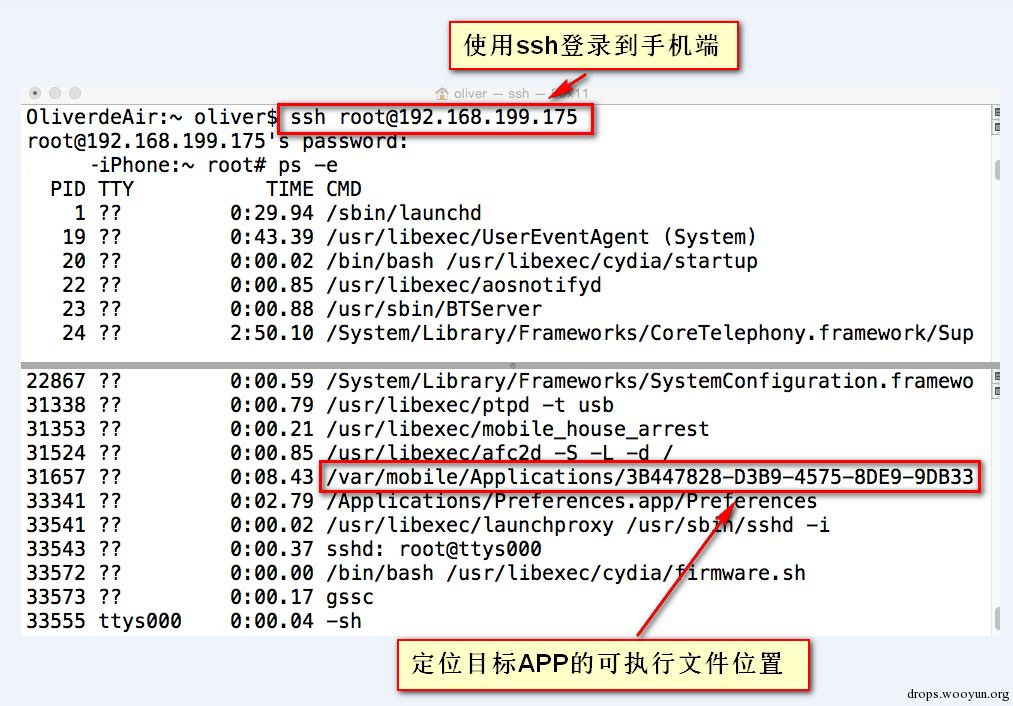 使用ssh登录到手机端
oliver — ssh —
OliverdeAir:~ oliver$ ssh root@192.168.199.175
root@192.168.199.175's password:
-iPhone:~ root# ps -e
PID TTY TIME CMD
1 ?? 0:29.94 /sbin/launchd
19 ?? 0:43.39 /usr/libexec/UserEventAgent (System)
20 ?? 0:00.02 /bin/bash /usr/libexec/cydia/startup
22 ?? 0:00.85 /usr/libexec/aosnotifyd
23 ?? 0:00.88 /usr/sbin/BTServer
24 ?? 2:50.10 /System/Library/Frameworks/CoreTelephony.framework/Sup
22867 ?? 0:00.59 /System/Library/Frameworks/SystemConfiguration.framewo
31338 ?? 0:00.79 /usr/libexec/ptpd -t usb
31353 ?? 0:00.21 /usr/libexec/mobile_house_arrest
31524 ?? 0:00.85 /usr/libexec/afc2d -S -L -d /
31657 ?? 0:08.43 /var/mobile/Applications/3B447828-D3B9-4575-8DE9-9DB33
33341 ?? 0:02.79 /Applications/Preferences.app/Preferences
33541 ?? 0:00.02 /usr/libexec/launchproxy /usr/sbin/sshd -i
33543 ?? 0:00.37 sshd: root@ttys000
33572 ?? 0:00.00 /bin/bash /usr/libexec/cydia/firmware.sh
33573 ?? 0:00.17 gssc
33555 ttys000 0:00.04 -sh
定位目标APP的可执行文件位置
drops.wooyun.org